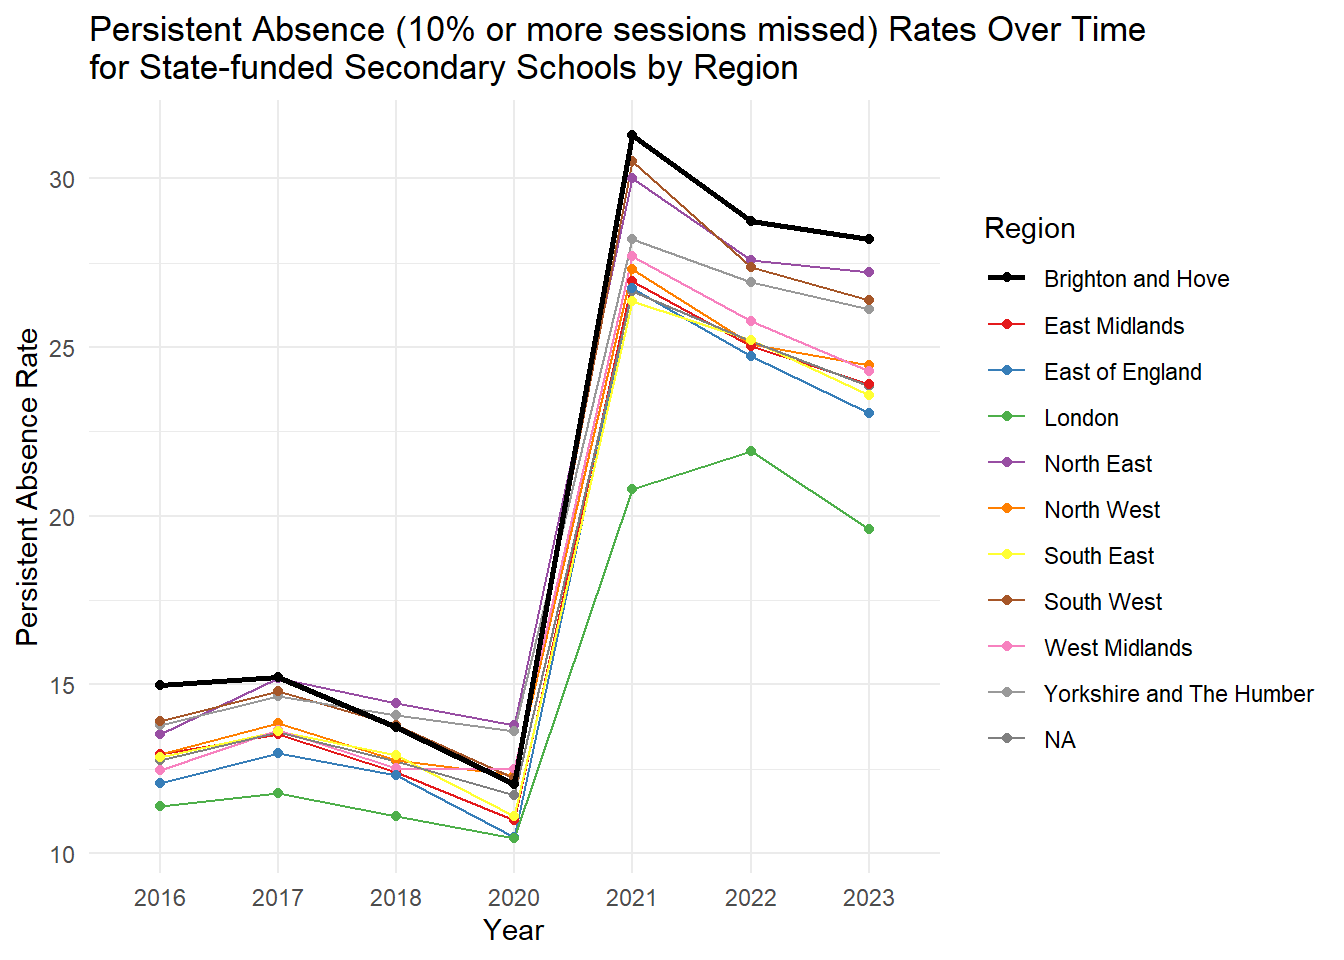 Persistent Absence (10% or more sessions missed) Rates Over Time
for State-funded Secondary Schools by Region
Persistent Absence Rate
30
25
20
15
10
2016 2017 2018 2020 2021 2022 2023
Year
Region
Brighton and Hove
East Midlands
East of England
London
North East
North West
South East
South West
West Midlands
Yorkshire and The Humber
NA